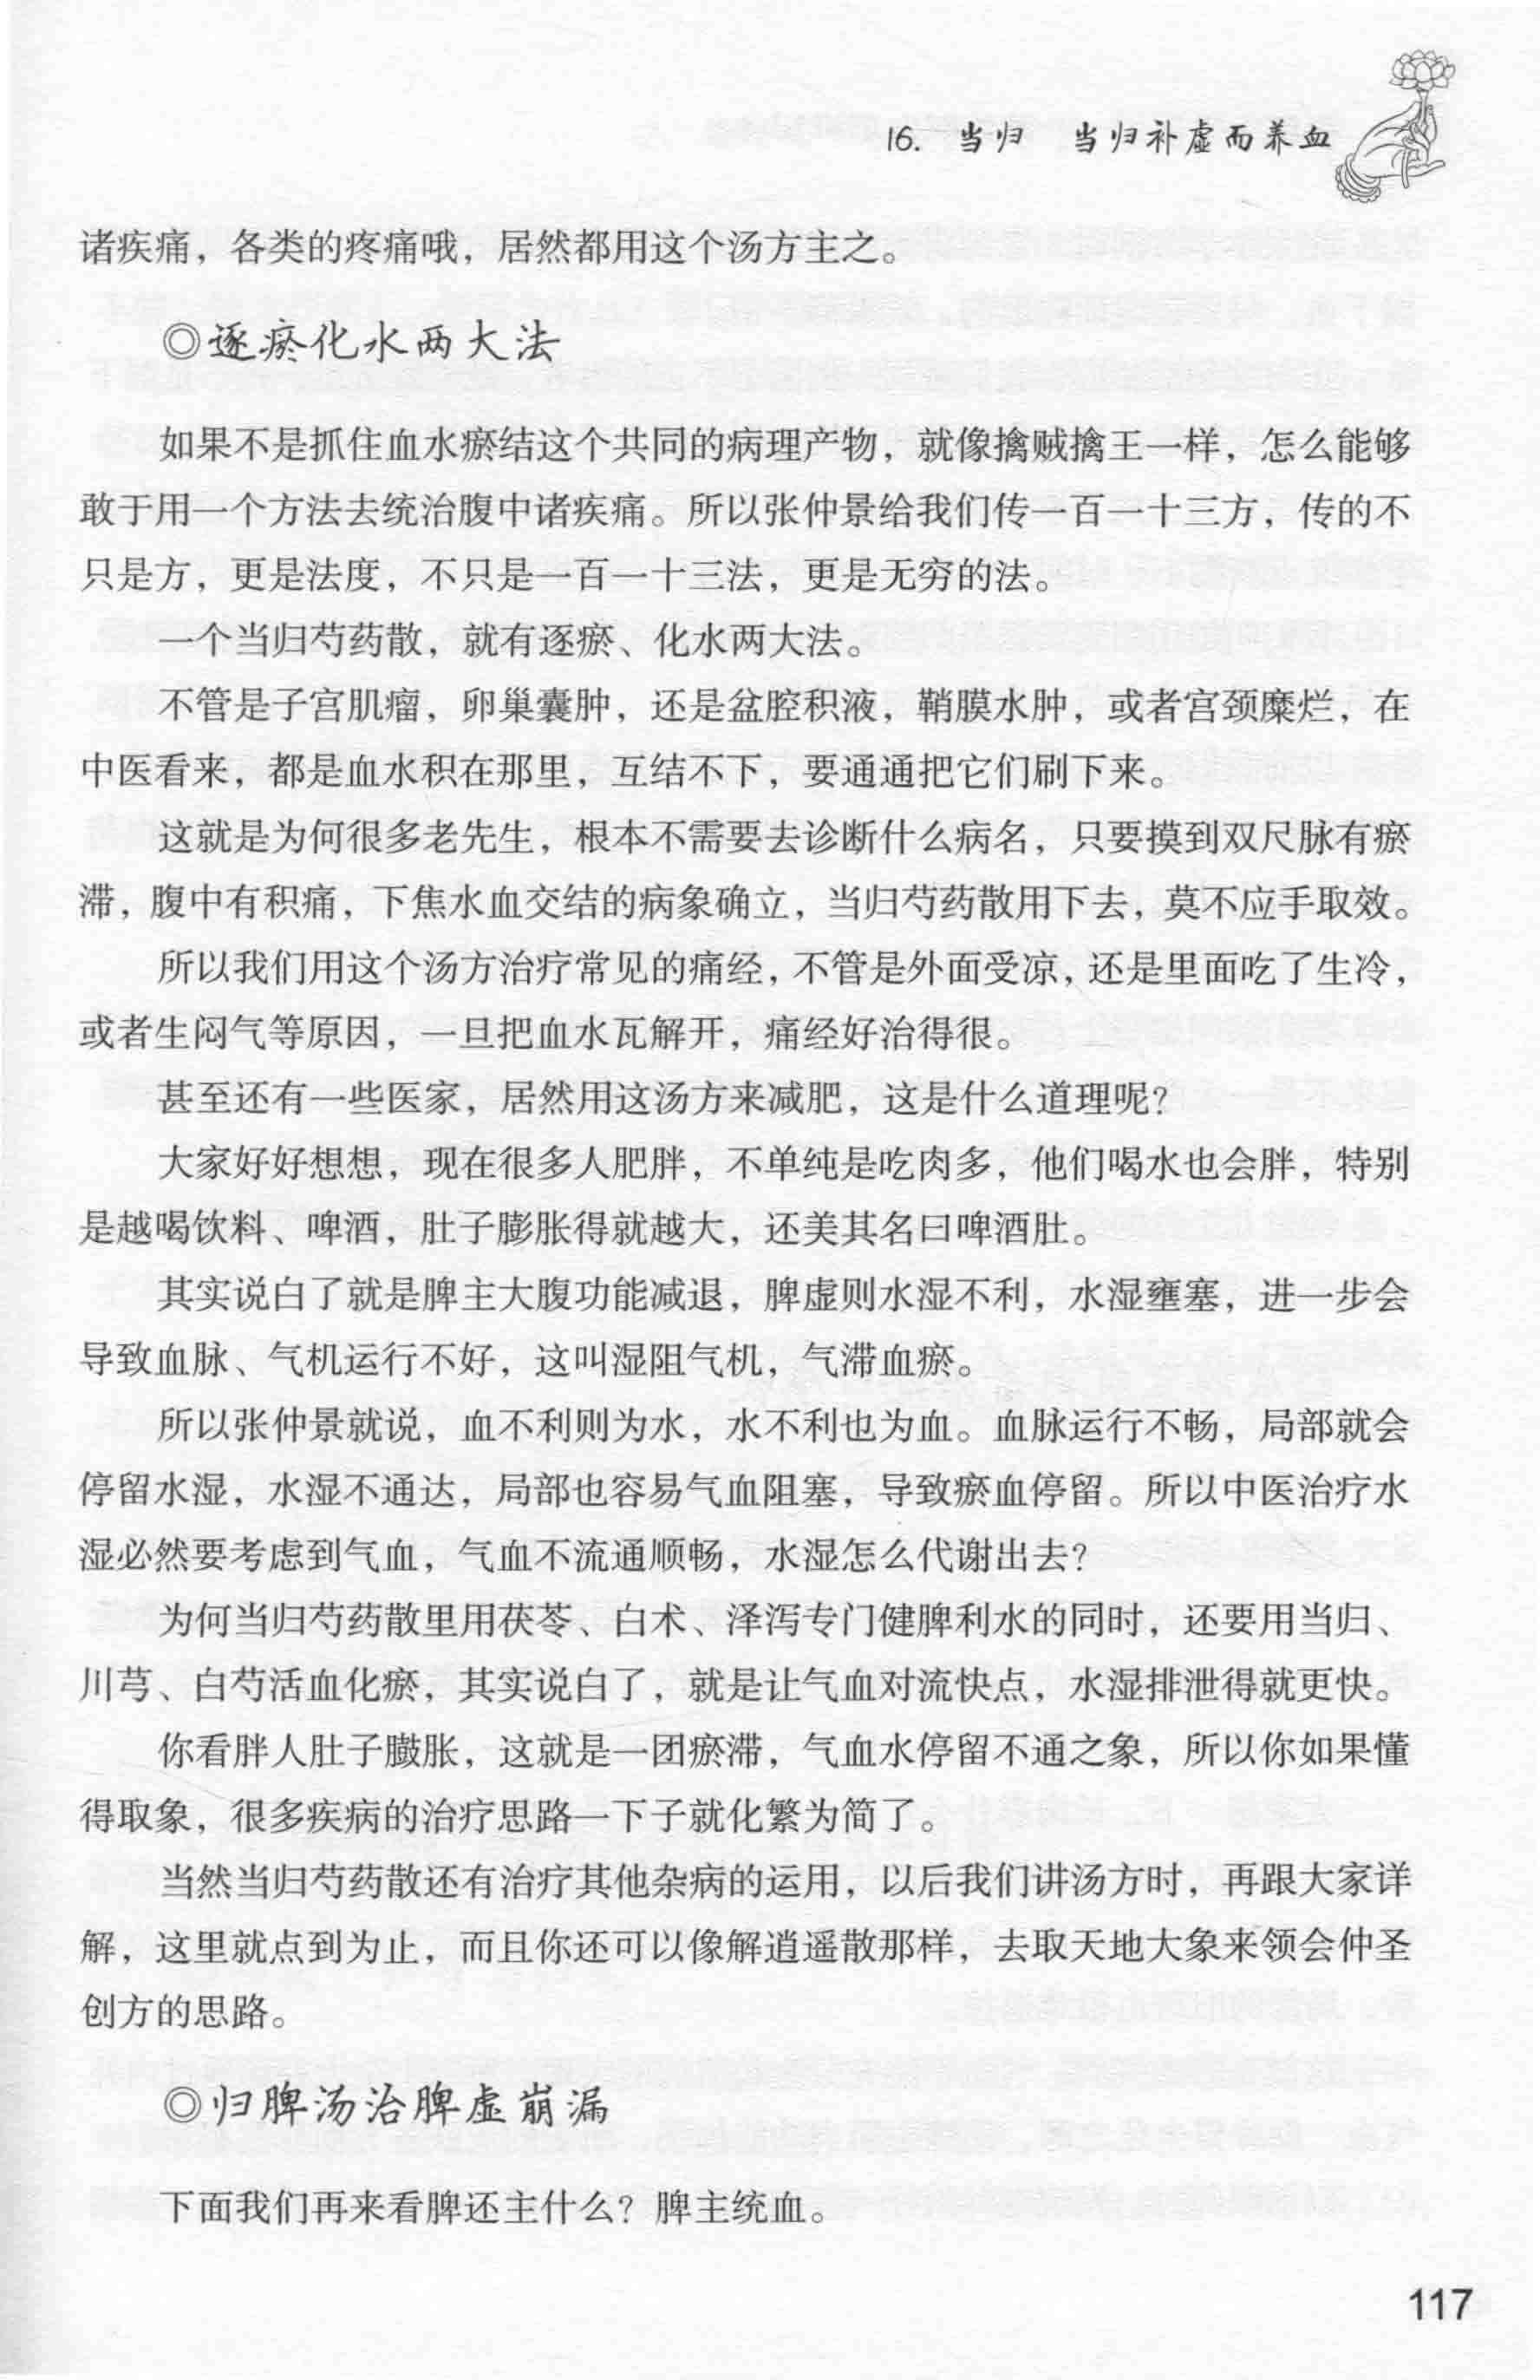 16. 当归　当归补虚而养血
诸疾痛，各类的疼痛哦，居然都用这个汤方主之。
◎逐瘀化水两大法
如果不是抓住血水瘀结这个共同的病理产物，就像擒贼擒王一样，怎么能够
敢于用一个方法去统治腹中诸疾痛。所以张仲景给我们传一百一十三方，传的不
只是方，更是法度，不只是一百一十三法，更是无穷的法。
一个当归芍药散，就有逐瘀、化水两大法。
不管是子宫肌瘤，卵巢囊肿，还是盆腔积液，鞘膜水肿，或者宫颈糜烂，在
中医看来，都是血水积在那里，互结不下，要通通把它们刷下来。
这就是为何很多老先生，根本不需要去诊断什么病名，只要摸到双尺脉有瘀
滞，腹中有积痛，下焦水血交结的病象确立，当归芍药散用下去，莫不应手取效。
所以我们用这个汤方治疗常见的痛经，不管是外面受凉，还是里面吃了生冷，
或者生闷气等原因，一旦把血水瓦解开，痛经好治得很。
甚至还有一些医家，居然用这汤方来减肥，这是什么道理呢？
大家好好想想，现在很多人肥胖，不单纯是吃肉多，他们喝水也会胖，特别
是越喝饮料、啤酒，肚子膨胀得就越大，还美其名曰啤酒肚。
其实说白了就是脾主大腹功能减退，脾虚则水湿不利，水湿壅塞，进一步会
导致血脉、气机运行不好，这叫湿阻气机，气滞血瘀。
所以张仲景就说，血不利则为水，水不利也为血。血脉运行不畅，局部就会
停留水湿，水湿不通达，局部也容易气血阻塞，导致瘀血停留。所以中医治疗水
湿必然要考虑到气血，气血不流通顺畅，水湿怎么代谢出去？
为何当归芍药散里用茯苓、白术、泽泻专门健脾利水的同时，还要用当归、
川芎、白芍活血化瘀，其实说白了，就是让气血对流快点，水湿排泄得就更快。
你看胖人肚子臌胀，这就是一团瘀滞，气血水停留不通之象，所以你如果懂
得取象，很多疾病的治疗思路一下子就化繁为简了。
当然当归芍药散还有治疗其他杂病的运用，以后我们讲汤方时，再跟大家详
解，这里就点到为止，而且你还可以像解逍遥散那样，去取天地大象来领会仲圣
创方的思路。
◎归脾汤治脾虚崩漏
下面我们再来看脾还主什么？脾主统血。
117